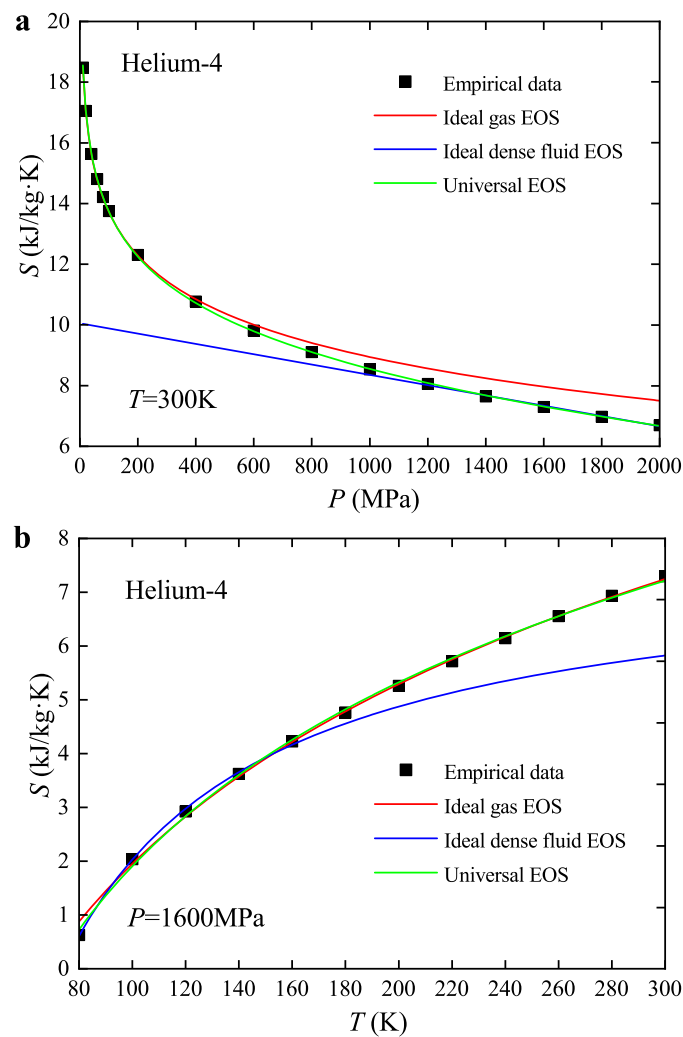 a
20
18
16
14
12
10
8
6
S (kJ/kg·K)
Helium-4
Empirical data
Ideal gas EOS
Ideal dense fluid EOS
Universal EOS
T=300K
0 200 400 600 800 1000 1200 1400 1600 1800 2000
P (MPa)
b
8
7
6
5
4
3
2
1
0
S (kJ/kg·K)
Helium-4
Empirical data
Ideal gas EOS
Ideal dense fluid EOS
Universal EOS
P=1600MPa
80 100 120 140 160 180 200 220 240 260 280 300
T (K)